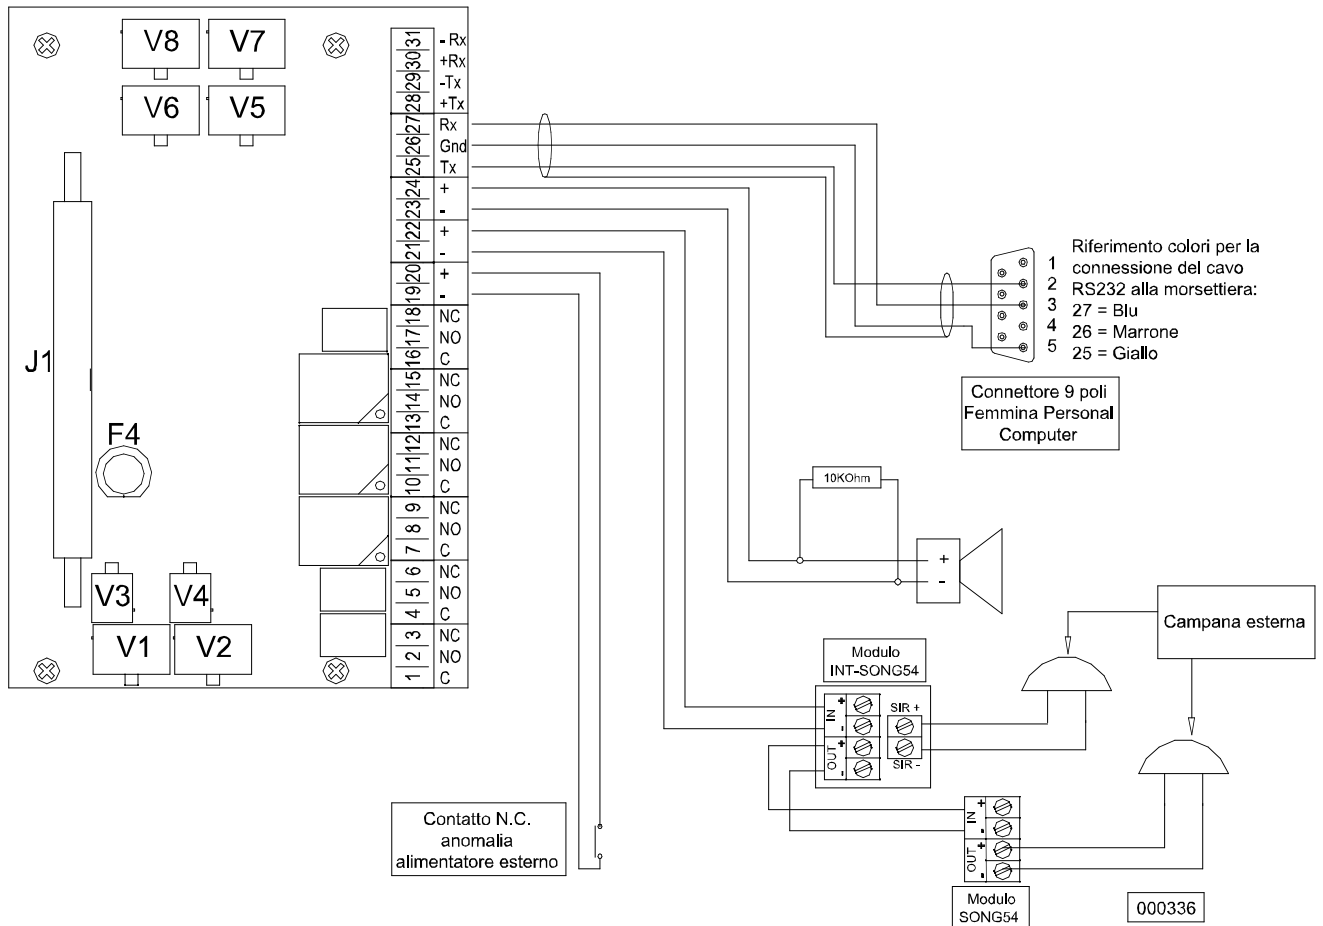 V8
V7
V6
V5
J1
F4
V3
V4
V1
V2
31 - Rx
30 +Rx
29 -Tx
28 +Tx
27 Rx
26 Gnd
25 Tx
24 +
23 -
22 +
21 -
20 +
19 -
18 NC
17 NO
16 C
15 NC
14 NO
13 C
12 NC
11 NO
10 C
9 NC
8 NO
7 C
6 NC
5 NO
4 C
3 NC
2 NO
1 C
1
2
3
4
5
Riferimento colori per la
connessione del cavo
RS232 alla morsettiera:
27 = Blu
26 = Marrone
25 = Giallo
Connettore 9 poli
Femmina Personal
Computer
10KOhm
+
-
Campana esterna
Modulo
INT-SONG54
IN + -
OUT + -
SIR +
SIR -
IN + -
OUT + -
Modulo
SONG54
Contatto N.C.
anomalia
alimentatore esterno
000336